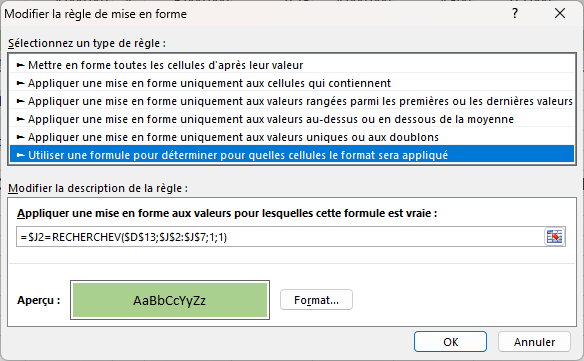 Modifier la règle de mise en forme
?
Sélectionnez un type de règle :
► Mettre en forme toutes les cellules d'après leur valeur
► Appliquer une mise en forme uniquement aux cellules qui contiennent
► Appliquer une mise en forme uniquement aux valeurs rangées parmi les premières ou les dernières valeurs
► Appliquer une mise en forme uniquement aux valeurs au-dessus ou en dessous de la moyenne
► Appliquer une mise en forme uniquement aux valeurs uniques ou aux doublons
► Utiliser une formule pour déterminer pour quelles cellules le format sera appliqué
Modifier la description de la règle :
Appliquer une mise en forme aux valeurs pour lesquelles cette formule est vraie :
=$J2=RECHERCHEV($D$13;$J$2:$J$7;1;1)
Aperçu :
AaBbCcYyZz
Format...
OK
Annuler